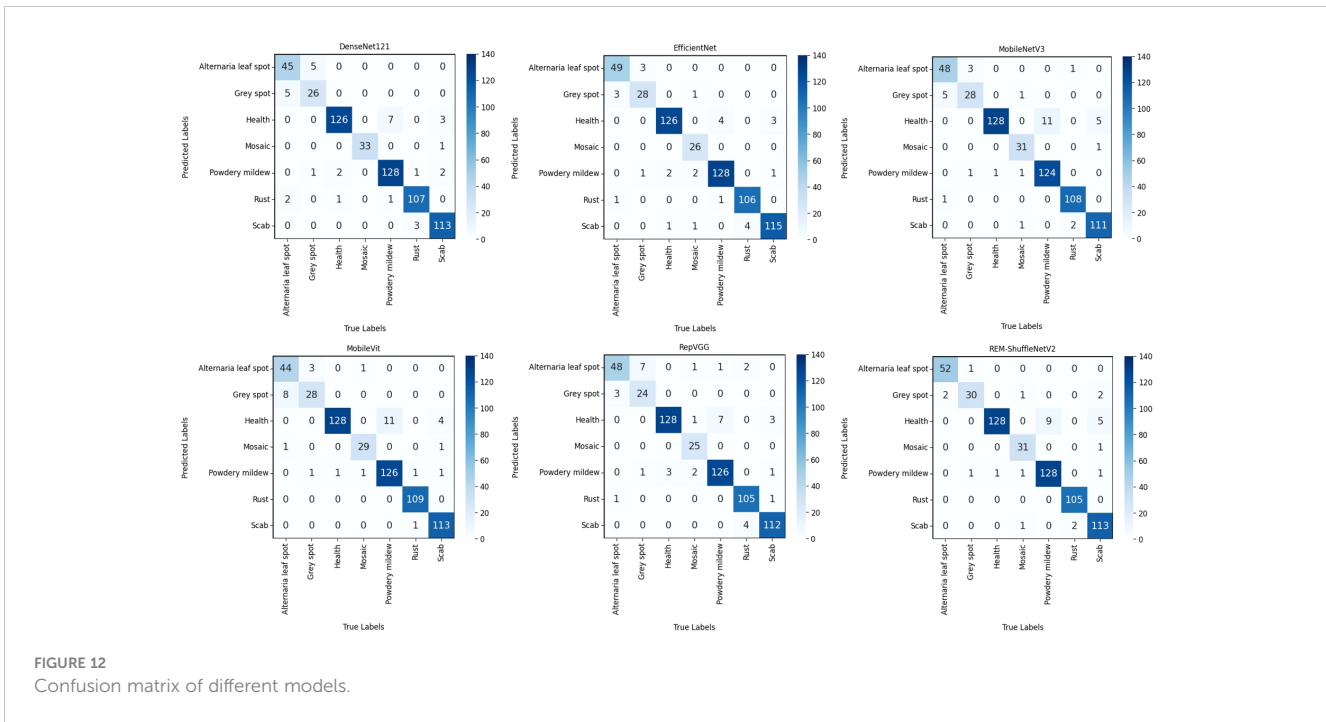 DenseNet121
Predicted Labels
Alternaria leaf spot 45 5 0 0 0 0 0
Grey spot 5 26 0 0 0 0 0
Health 0 0 126 0 7 0 3
Mosaic 0 0 0 33 0 0 1
Powdery mildew 0 1 2 0 128 1 2
Rust 2 0 1 0 1 107 0
Scab 0 0 0 0 0 3 113
140
120
100
80
60
40
20
0
Alternaria leaf spot
Grey spot
Health
Mosaic
Powdery mildew
Rust
Scab
True Labels
EfficientNet
Predicted Labels
Alternaria leaf spot 49 3 0 0 0 0 0
Grey spot 3 28 0 1 0 0 0
Health 0 0 126 0 4 0 3
Mosaic 0 0 0 26 0 0 0
Powdery mildew 0 1 2 2 128 0 1
Rust 1 0 0 0 1 106 0
Scab 0 0 1 1 0 4 115
140
120
100
80
60
40
20
0
Alternaria leaf spot
Grey spot
Health
Mosaic
Powdery mildew
Rust
Scab
True Labels
MobileNetV3
Predicted Labels
Alternaria leaf spot 48 3 0 0 0 1 0
Grey spot 5 28 0 1 0 0 0
Health 0 0 128 0 11 0 5
Mosaic 0 0 0 31 0 0 1
Powdery mildew 0 1 1 1 124 0 0
Rust 1 0 0 0 0 108 0
Scab 0 0 0 1 0 2 111
140
120
100
80
60
40
20
0
Alternaria leaf spot
Grey spot
Health
Mosaic
Powdery mildew
Rust
Scab
True Labels
MobileVit
Predicted Labels
Alternaria leaf spot 44 3 0 1 0 0 0
Grey spot 8 28 0 0 0 0 0
Health 0 0 128 0 11 0 4
Mosaic 1 0 0 29 0 0 1
Powdery mildew 0 1 1 1 126 1 1
Rust 0 0 0 0 0 109 0
Scab 0 0 0 0 0 1 113
140
120
100
80
60
40
20
0
Alternaria leaf spot
Grey spot
Health
Mosaic
Powdery mildew
Rust
Scab
True Labels
RepVGG
Predicted Labels
Alternaria leaf spot 48 7 0 1 1 2 0
Grey spot 3 24 0 0 0 0 0
Health 0 0 128 1 7 0 3
Mosaic 0 0 0 25 0 0 0
Powdery mildew 0 1 3 2 126 0 1
Rust 1 0 0 0 0 105 1
Scab 0 0 0 0 0 4 112
140
120
100
80
60
40
20
0
Alternaria leaf spot
Grey spot
Health
Mosaic
Powdery mildew
Rust
Scab
True Labels
REM-ShuffleNetV2
Predicted Labels
Alternaria leaf spot 52 1 0 0 0 0 0
Grey spot 2 30 0 1 0 0 2
Health 0 0 128 0 9 0 5
Mosaic 0 0 0 31 0 0 1
Powdery mildew 0 1 1 1 128 0 1
Rust 0 0 0 0 0 105 0
Scab 0 0 0 1 0 2 113
140
120
100
80
60
40
20
0
Alternaria leaf spot
Grey spot
Health
Mosaic
Powdery mildew
Rust
Scab
True Labels
FIGURE 12
Confusion matrix of different models.